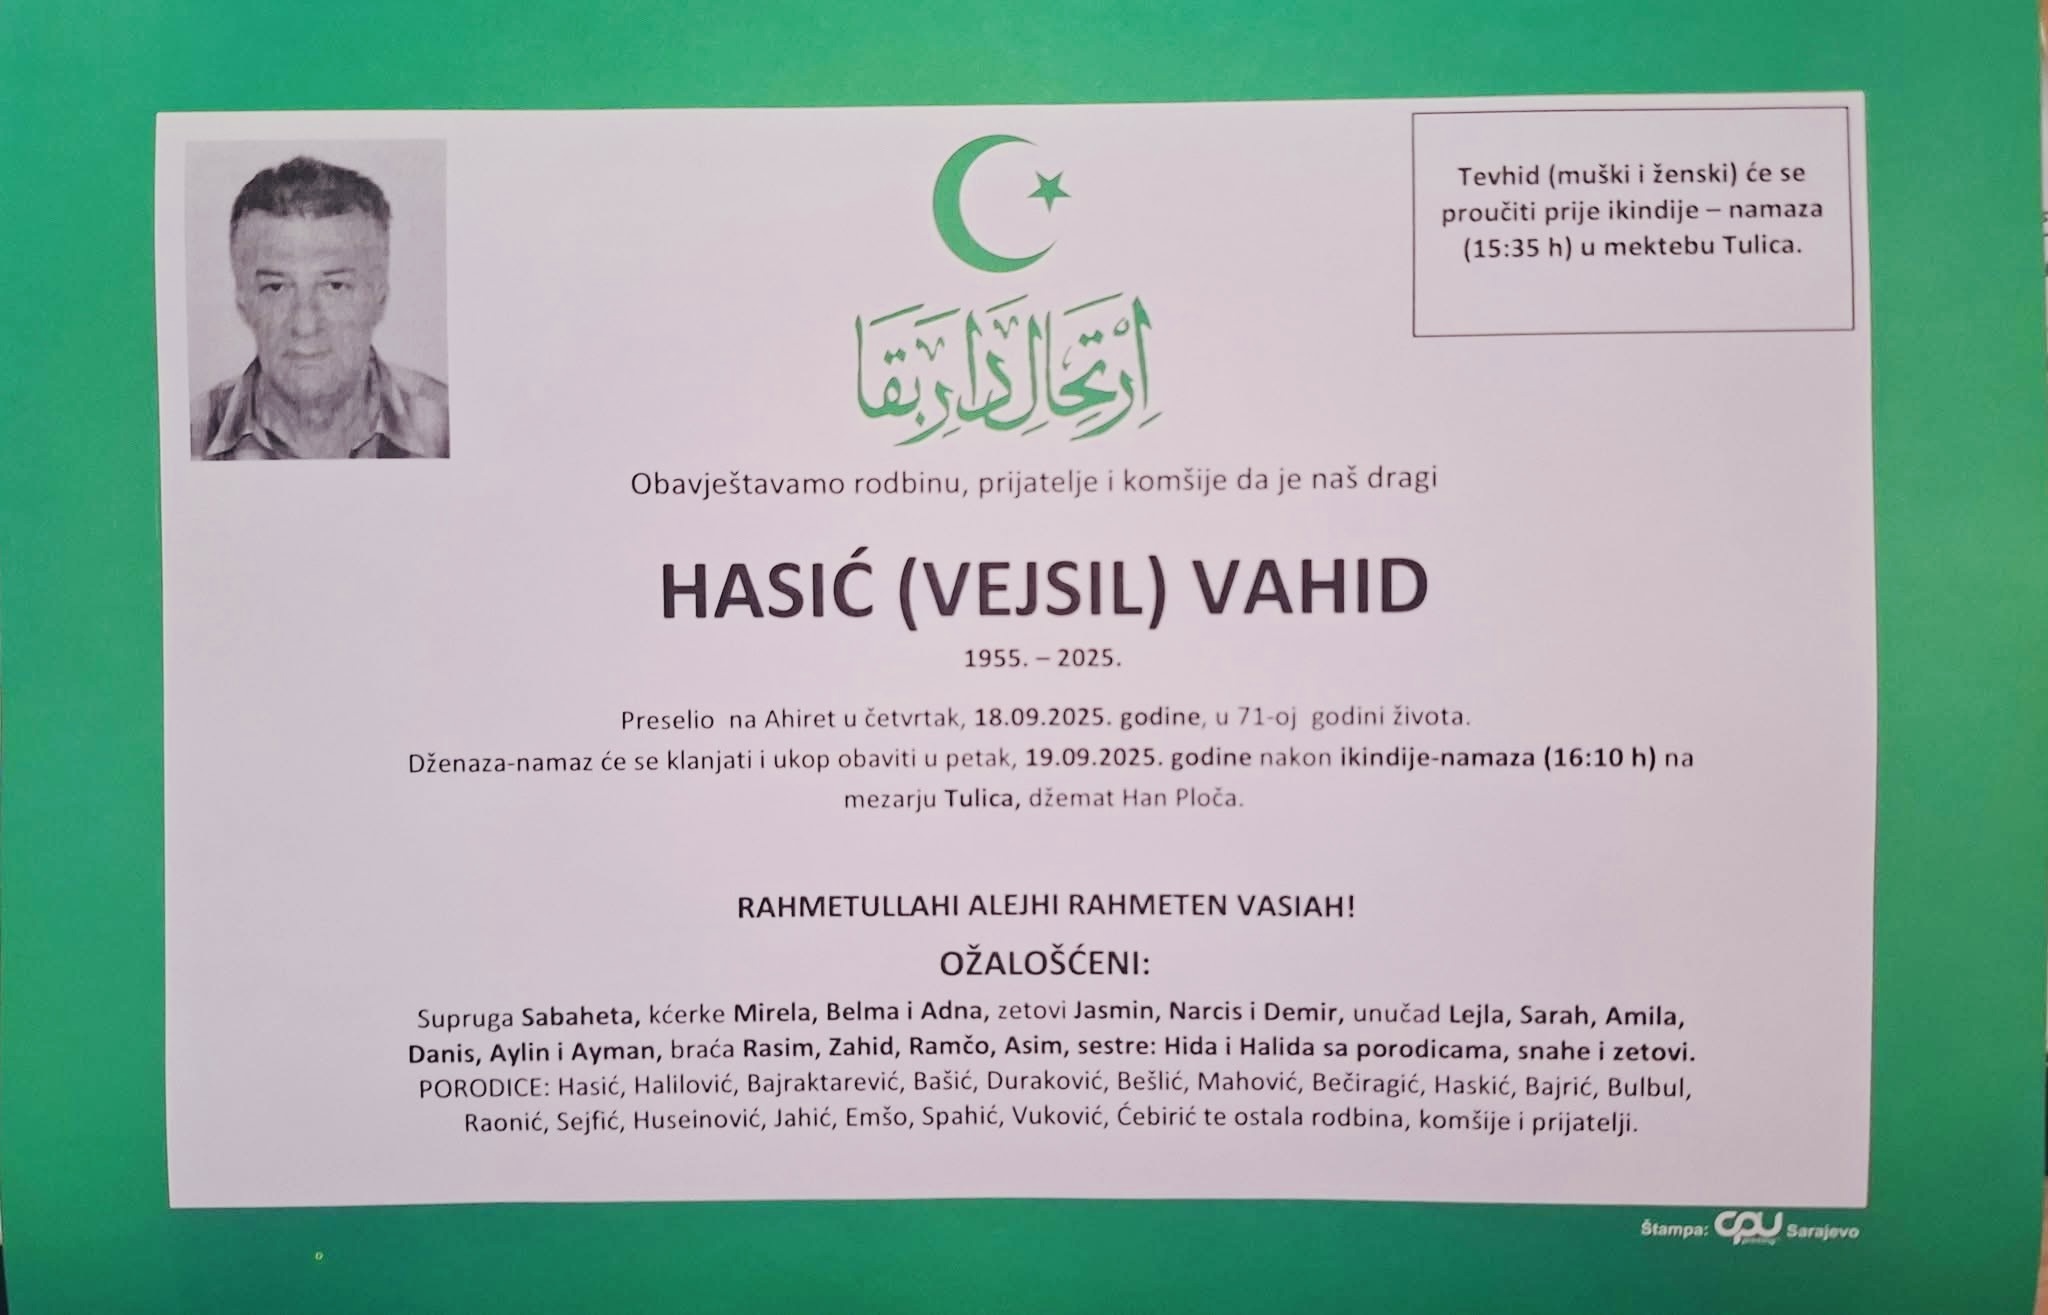 Tevhid (muški i ženski) će se
proučiti prije ikindije – namaza
(15:35 h) u mektebu Tulica.
اِرْتِحَالِ دَارِ بَقَا
Obavještavamo rodbinu, prijatelje i komšije da je naš dragi
HASIĆ (VEJSIL) VAHID
1955. – 2025.
Preselio na Ahiret u četvrtak, 18.09.2025. godine, u 71-oj godini života.
Dženaza-namaz će se klanjati i ukop obaviti u petak, 19.09.2025. godine nakon ikindije-namaza (16:10 h) na
mezarju Tulica, džemat Han Ploča.
RAHMETULLAHI ALEJHI RAHMETEN VASIAH!
OŽALOŠĆENI:
Supruga Sabaheta, kćerke Mirela, Belma i Adna, zetovi Jasmin, Narcis i Demir, unučad Lejla, Sarah, Amila,
Danis, Aylin i Ayman, braća Rasim, Zahid, Ramčo, Asim, sestre: Hida i Halida sa porodicama, snahe i zetovi.
PORODICE: Hasić, Halilović, Bajraktarević, Bašić, Duraković, Bešlić, Mahović, Bečiragić, Haskić, Bajrić, Bulbul,
Raonić, Sejfić, Huseinović, Jahić, Emšo, Spahić, Vuković, Ćebirić te ostala rodbina, komšije i prijatelji.
Štampa: CPU printing Sarajevo